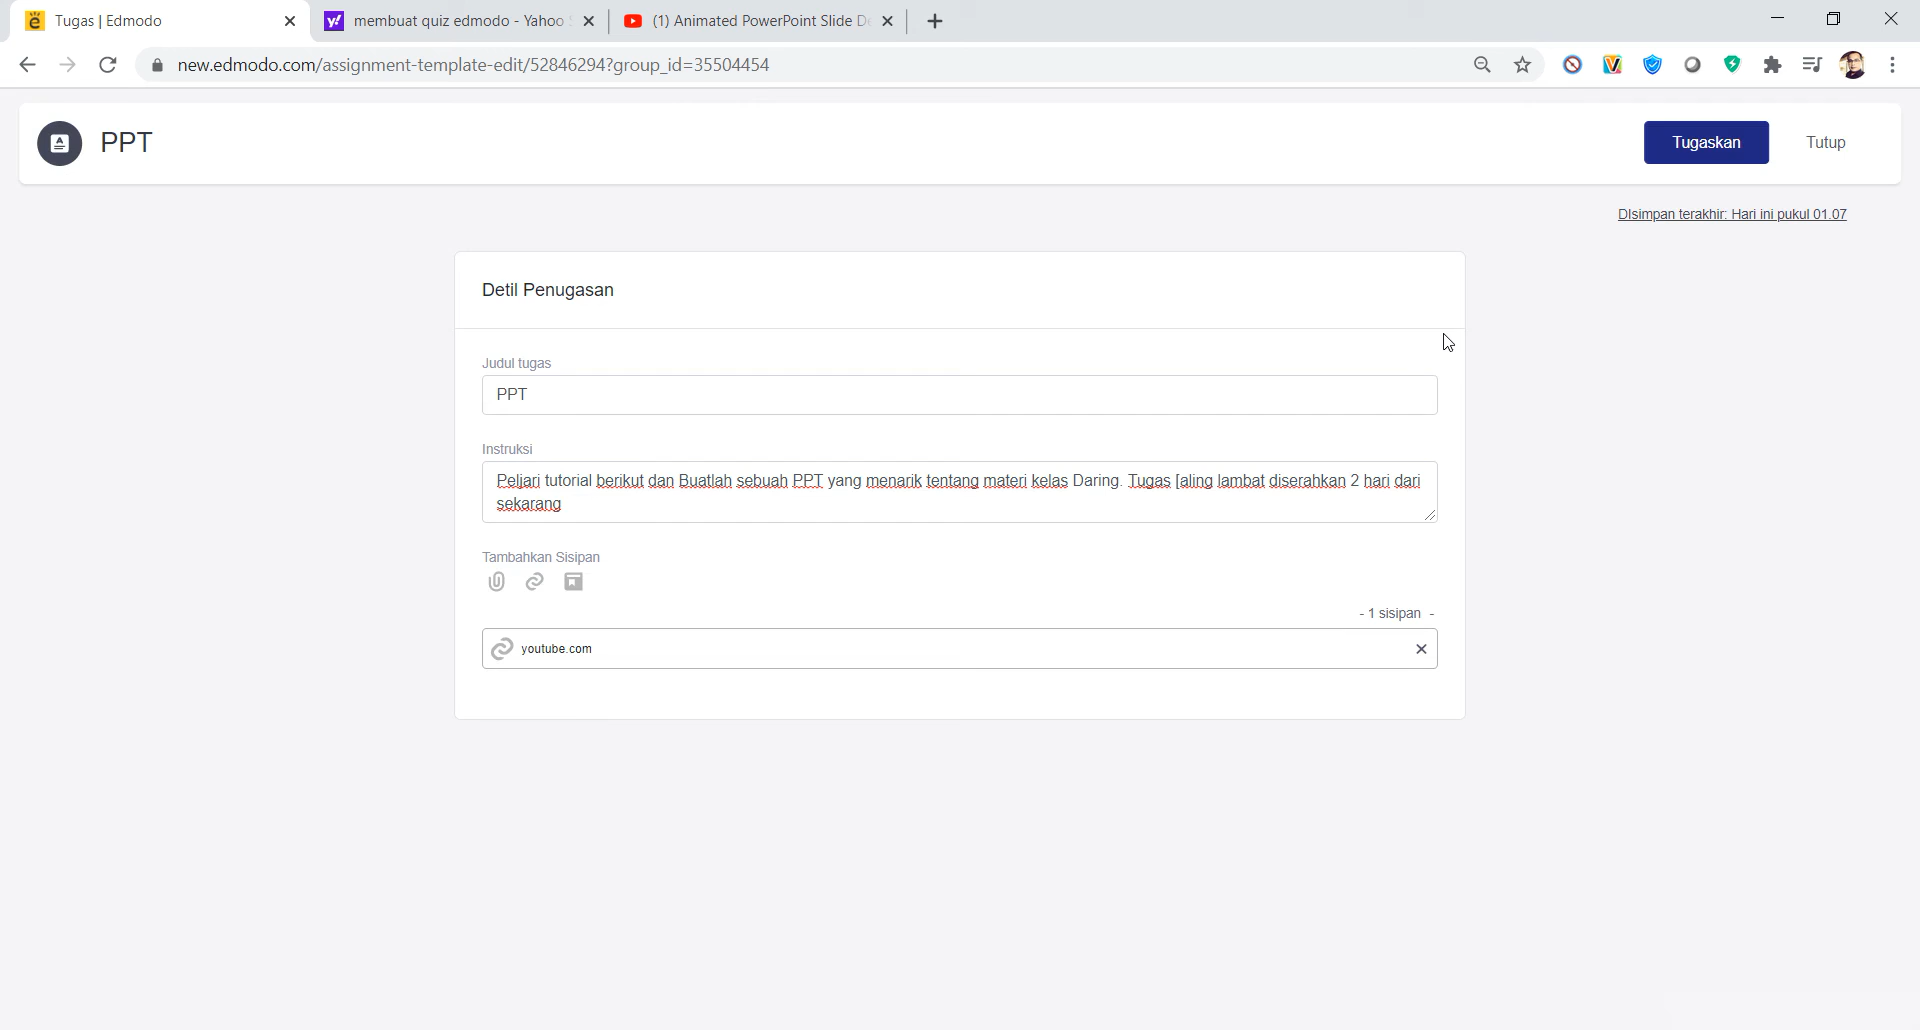 Tugas | Edmodo
membuat quiz edmodo - Yahoo
(1) Animated PowerPoint Slide De
new.edmodo.com/assignment-template-edit/52846294?group_id=35504454
PPT
Tugaskan
Tutup
DIsimpan terakhir: Hari ini pukul 01.07
Detil Penugasan
Judul tugas
PPT
Instruksi
Peljari tutorial berikut dan Buatlah sebuah PPT yang menarik tentang materi kelas Daring. Tugas [aling lambat diserahkan 2 hari dari
sekarang
Tambahkan Sisipan
- 1 sisipan -
youtube.com